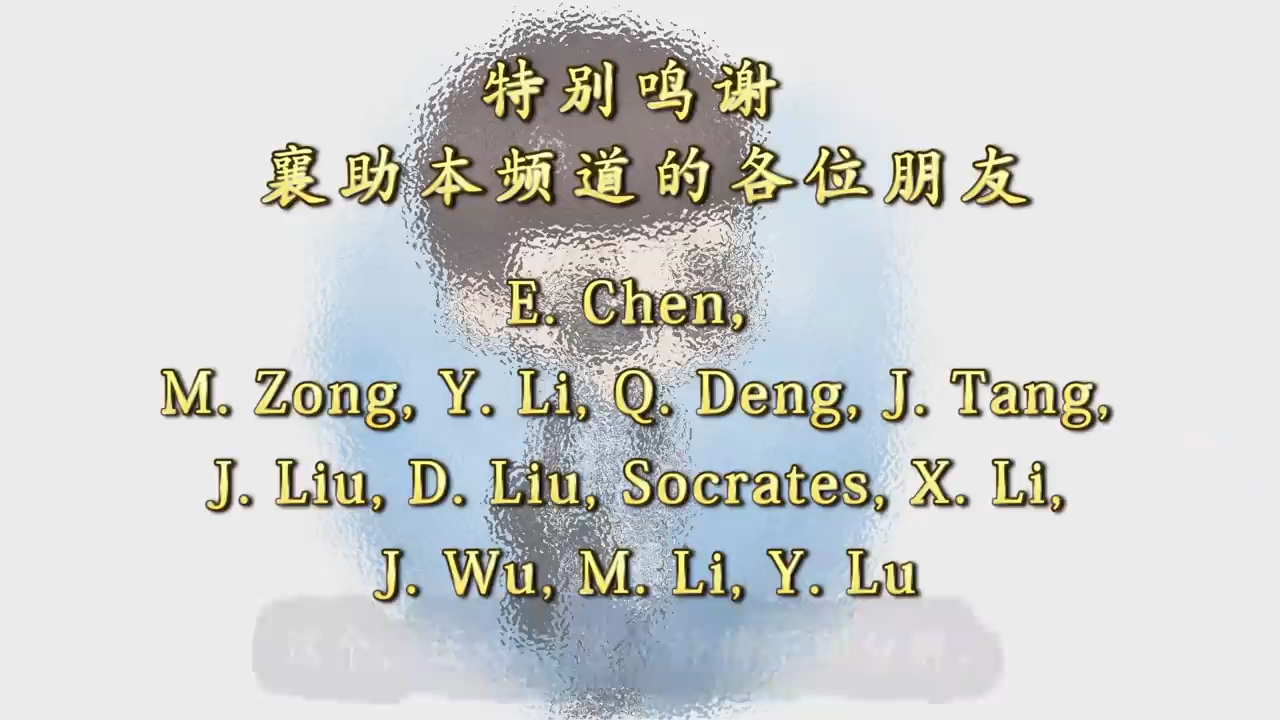 特别鸣谢
襄助本频道的各位朋友
E. Chen,
M. Zong, Y. Li, Q. Deng, J. Tang,
J. Liu, D. Liu, Socrates, X. Li,
J. Wu, M. Li, Y. Lu